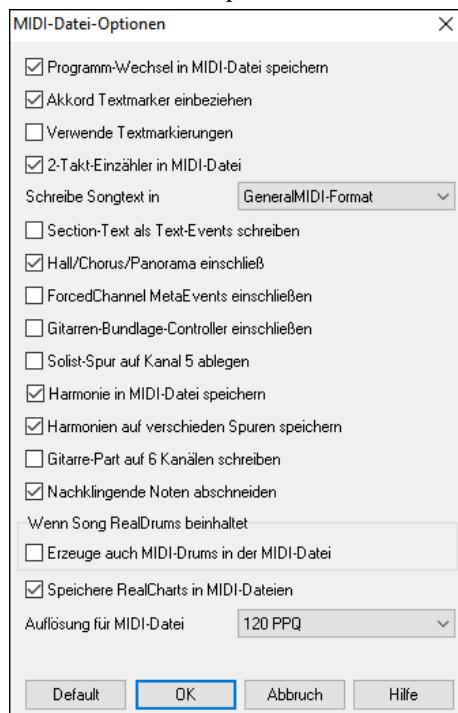 MIDI-Datei-Optionen
Programm-Wechsel in MIDI-Datei speichern
Akkord Textmarker einbeziehen
Verwende Textmarkierungen
2-Takt-Einzähler in MIDI-Datei
Schreibe Songtext in GeneralMIDI-Format
Section-Text als Text-Events schreiben
Hall/Chorus/Panorama einschließ
ForcedChannel MetaEvents einschließen
Gitarren-Bundlage-Controller einschließen
Solist-Spur auf Kanal 5 ablegen
Harmonie in MIDI-Datei speichern
Harmonien auf verschieden Spuren speichern
Gitarre-Part auf 6 Kanälen schreiben
Nachklingende Noten abschneiden
Wenn Song RealDrums beinhaltet
Erzeuge auch MIDI-Drums in der MIDI-Datei
Speichere RealCharts in MIDI-Dateien
Auflösung für MIDI-Datei 120 PPQ
Default OK Abbruch Hilfe